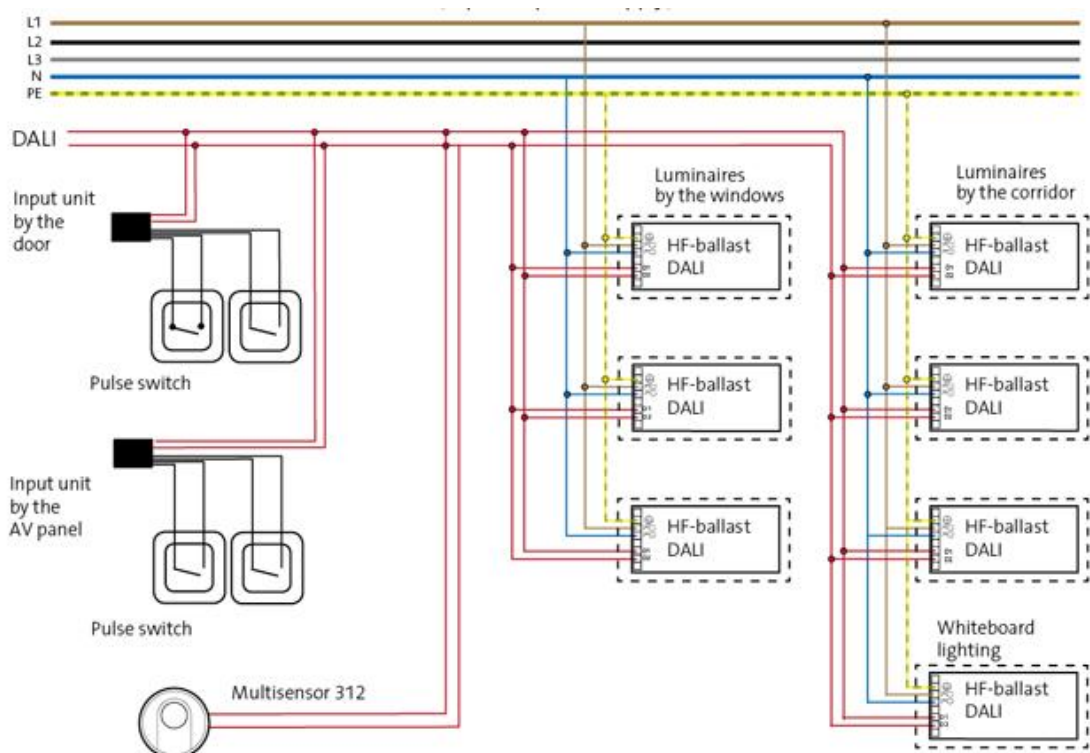 L1
L2
L3
N
PE
DALI
Input unit
by the
door
Pulse switch
Input unit
by the
AV panel
Pulse switch
Multisensor 312
Luminaires
by the windows
HF-ballast
DALI
HF-ballast
DALI
HF-ballast
DALI
Luminaires
by the corridor
HF-ballast
DALI
HF-ballast
DALI
HF-ballast
DALI
Whiteboard
lighting
HF-ballast
DALI